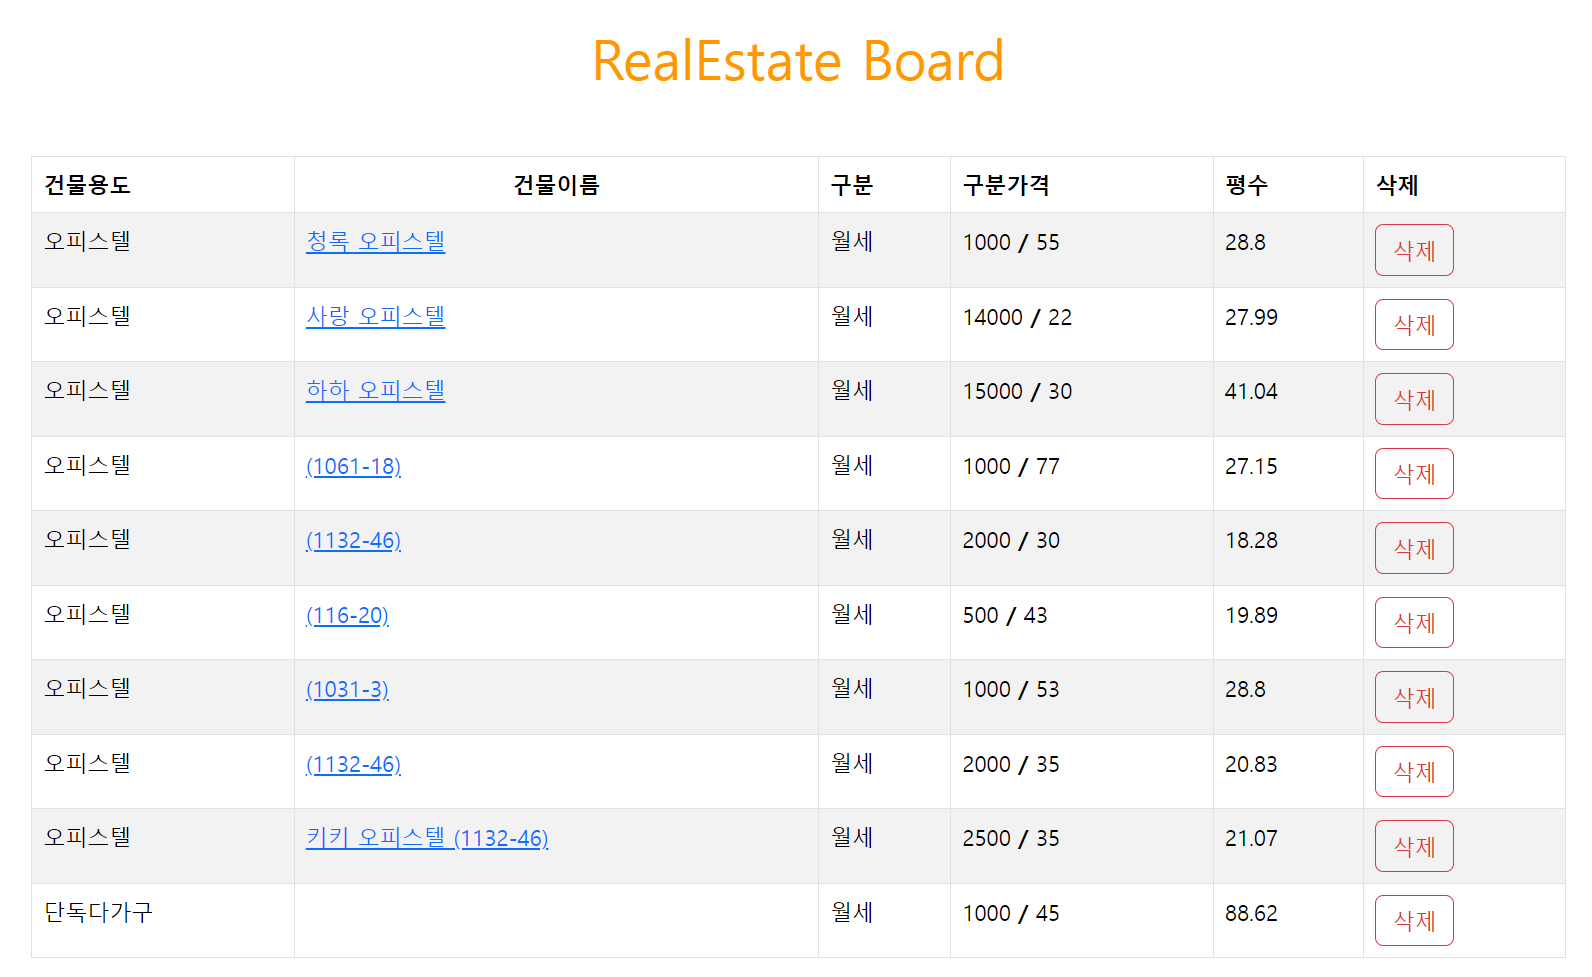 RealEstate Board
건물용도 건물이름 구분 구분가격 평수 삭제
오피스텔 청록 오피스텔 월세 1000 / 55 28.8 삭제
오피스텔 사랑 오피스텔 월세 14000 / 22 27.99 삭제
오피스텔 하하 오피스텔 월세 15000 / 30 41.04 삭제
오피스텔 (1061-18) 월세 1000 / 77 27.15 삭제
오피스텔 (1132-46) 월세 2000 / 30 18.28 삭제
오피스텔 (116-20) 월세 500 / 43 19.89 삭제
오피스텔 (1031-3) 월세 1000 / 53 28.8 삭제
오피스텔 (1132-46) 월세 2000 / 35 20.83 삭제
오피스텔 키키 오피스텔 (1132-46) 월세 2500 / 35 21.07 삭제
단독다가구 월세 1000 / 45 88.62 삭제